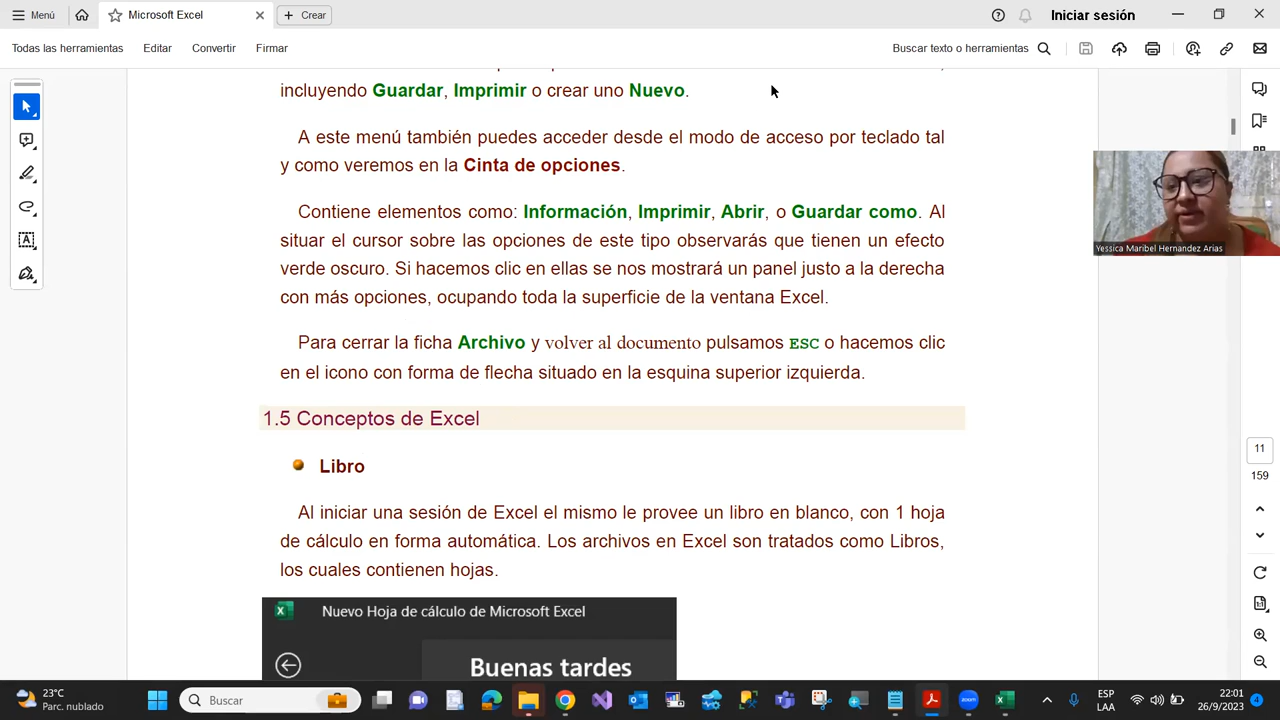 Menú
Microsoft Excel
Crear
Iniciar sesión
Todas las herramientas
Editar
Convertir
Firmar
Buscar texto o herramientas
incluyendo Guardar, Imprimir o crear uno Nuevo.
A este menú también puedes acceder desde el modo de acceso por teclado tal
y como veremos en la Cinta de opciones.
Contiene elementos como: Información, Imprimir, Abrir, o Guardar como. Al
situar el cursor sobre las opciones de este tipo observarás que tienen un efecto
verde oscuro. Si hacemos clic en ellas se nos mostrará un panel justo a la derecha
con más opciones, ocupando toda la superficie de la ventana Excel.
Para cerrar la ficha Archivo y volver al documento pulsamos ESC o hacemos clic
en el icono con forma de flecha situado en la esquina superior izquierda.
1.5 Conceptos de Excel
Libro
Al iniciar una sesión de Excel el mismo le provee un libro en blanco, con 1 hoja
de cálculo en forma automática. Los archivos en Excel son tratados como Libros,
los cuales contienen hojas.
Nuevo Hoja de cálculo de Microsoft Excel
Buenas tardes
Yessica Maribel Hernandez Arias
11
159
23°C
Parc. nublado
Buscar
zoom
ESP
LAA
22:01
26/9/2023